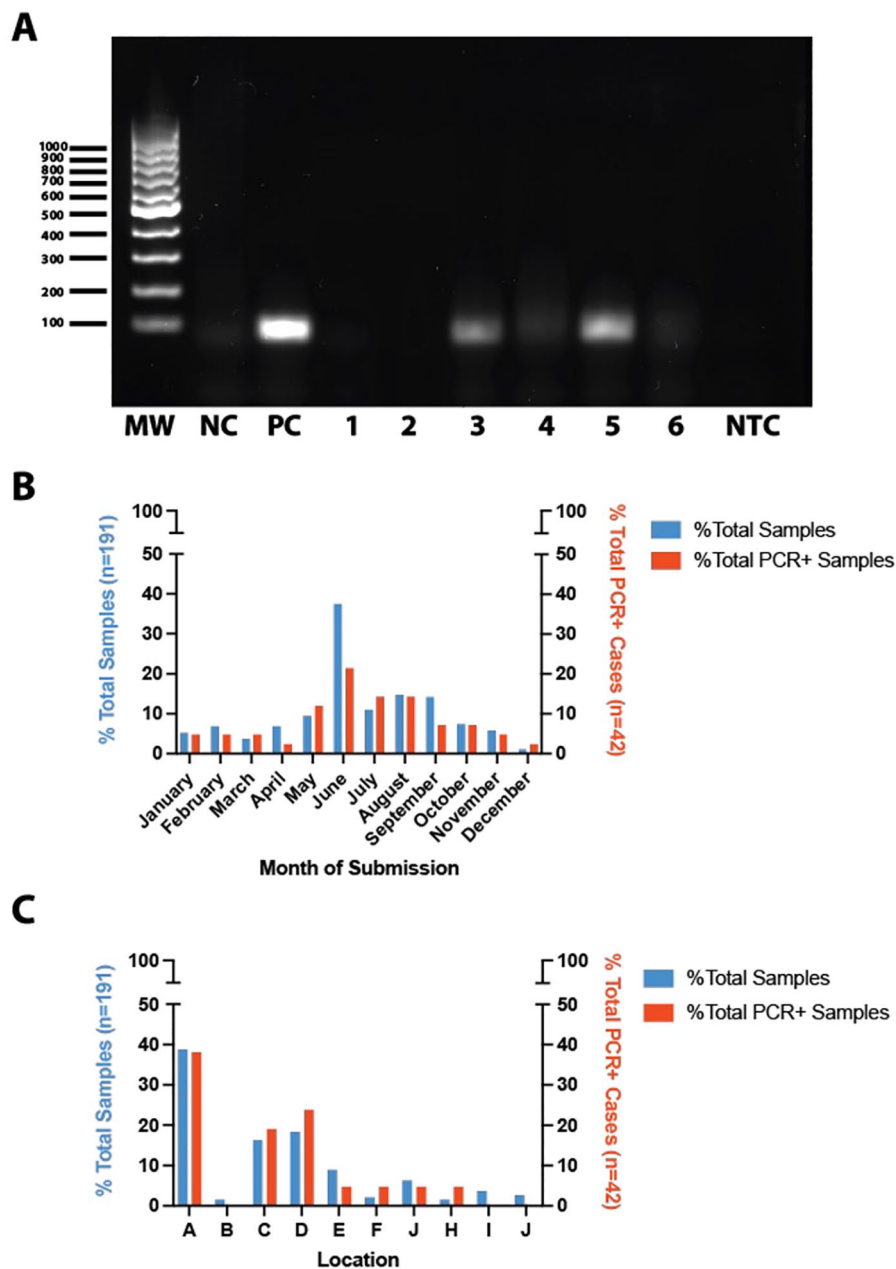 A
1000
900
800
700
600
500
400
300
200
100
MW NC PC 1 2 3 4 5 6 NTC
B
% Total Samples (n=191)
100
50
40
30
20
10
0
100
50
40
30
20
10
0
% Total PCR+ Cases (n=42)
%Total Samples
%Total PCR+ Samples
January February March April May June July August September October November December
Month of Submission
C
% Total Samples (n=191)
100
50
40
30
20
10
0
100
50
40
30
20
10
0
% Total PCR+ Cases (n=42)
%Total Samples
%Total PCR+ Samples
A B C D E F J H I J
Location